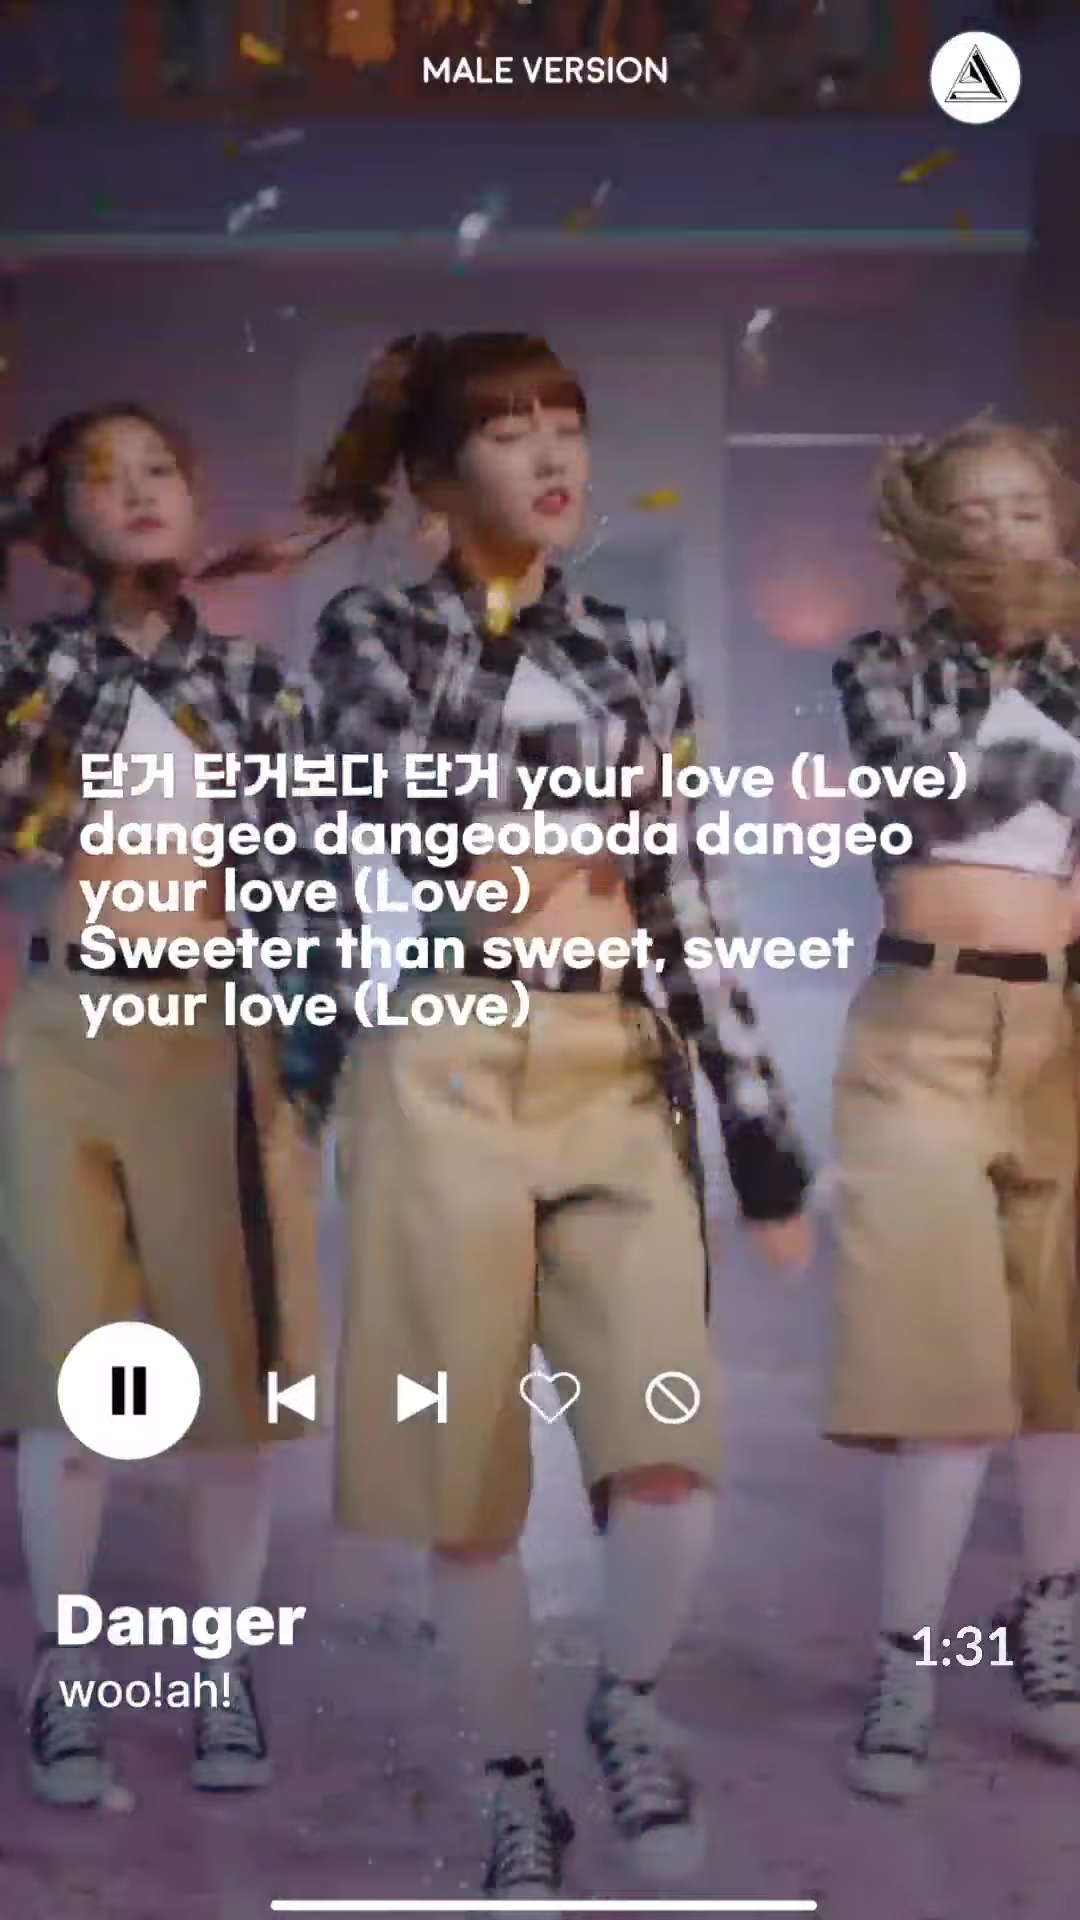 MALE VERSION
단거 단거보다 단거 your love (Love)
dangeo dangeoboda dangeo
your love (Love)
Sweeter than sweet, sweet
your love (Love)
Danger
1:31
woo!ah!